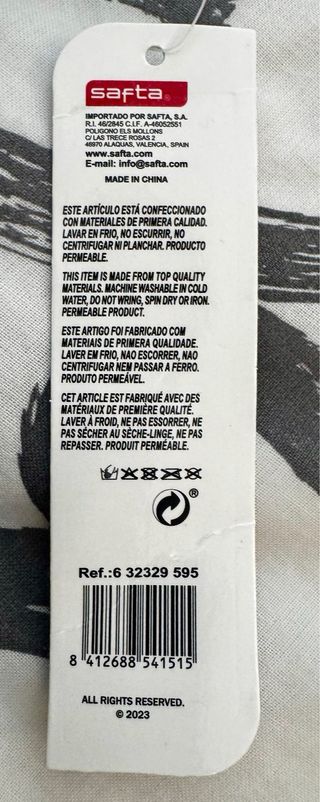 safta®
IMPORTADO POR SAFTA, S.A.
R.I. 46/2845 C.I.F. A-46052551
POLIGONO ELS MOLLONS
C/ LAS TRECE ROSAS 2
46970 ALAQUAS, VALENCIA, SPAIN
www.safta.com
E-mail: info@safta.com
MADE IN CHINA
ESTE ARTÍCULO ESTÁ CONFECCIONADO
CON MATERIALES DE PRIMERA CALIDAD.
LAVAR EN FRIO, NO ESCURRIR, NO
CENTRIFUGAR NI PLANCHAR. PRODUCTO
PERMEABLE.
THIS ITEM IS MADE FROM TOP QUALITY
MATERIALS. MACHINE WASHABLE IN COLD
WATER, DO NOT WRING, SPIN DRY OR IRON.
PERMEABLE PRODUCT.
ESTE ARTIGO FOI FABRICADO COM
MATERIAIS DE PRIMEIRA QUALIDADE.
LAVER EM FRIO, NAO ESCORRER, NAO
CENTRIFUGAR NEM PASSAR A FERRO.
PRODUTO PERMEÁVEL.
CET ARTICLE EST FABRIQUÉ AVEC DES
MATÉRIAUX DE PREMIÈRE QUALITÉ.
LAVER À FROID, NE PAS ESSORRER, NE
PAS SÉCHER AU SÈCHE-LINGE, NE PAS
REPASSER. PRODUIT PERMÉABLE.
®
Ref.:6 32329 595
8 412688 541515
ALL RIGHTS RESERVED.
© 2023